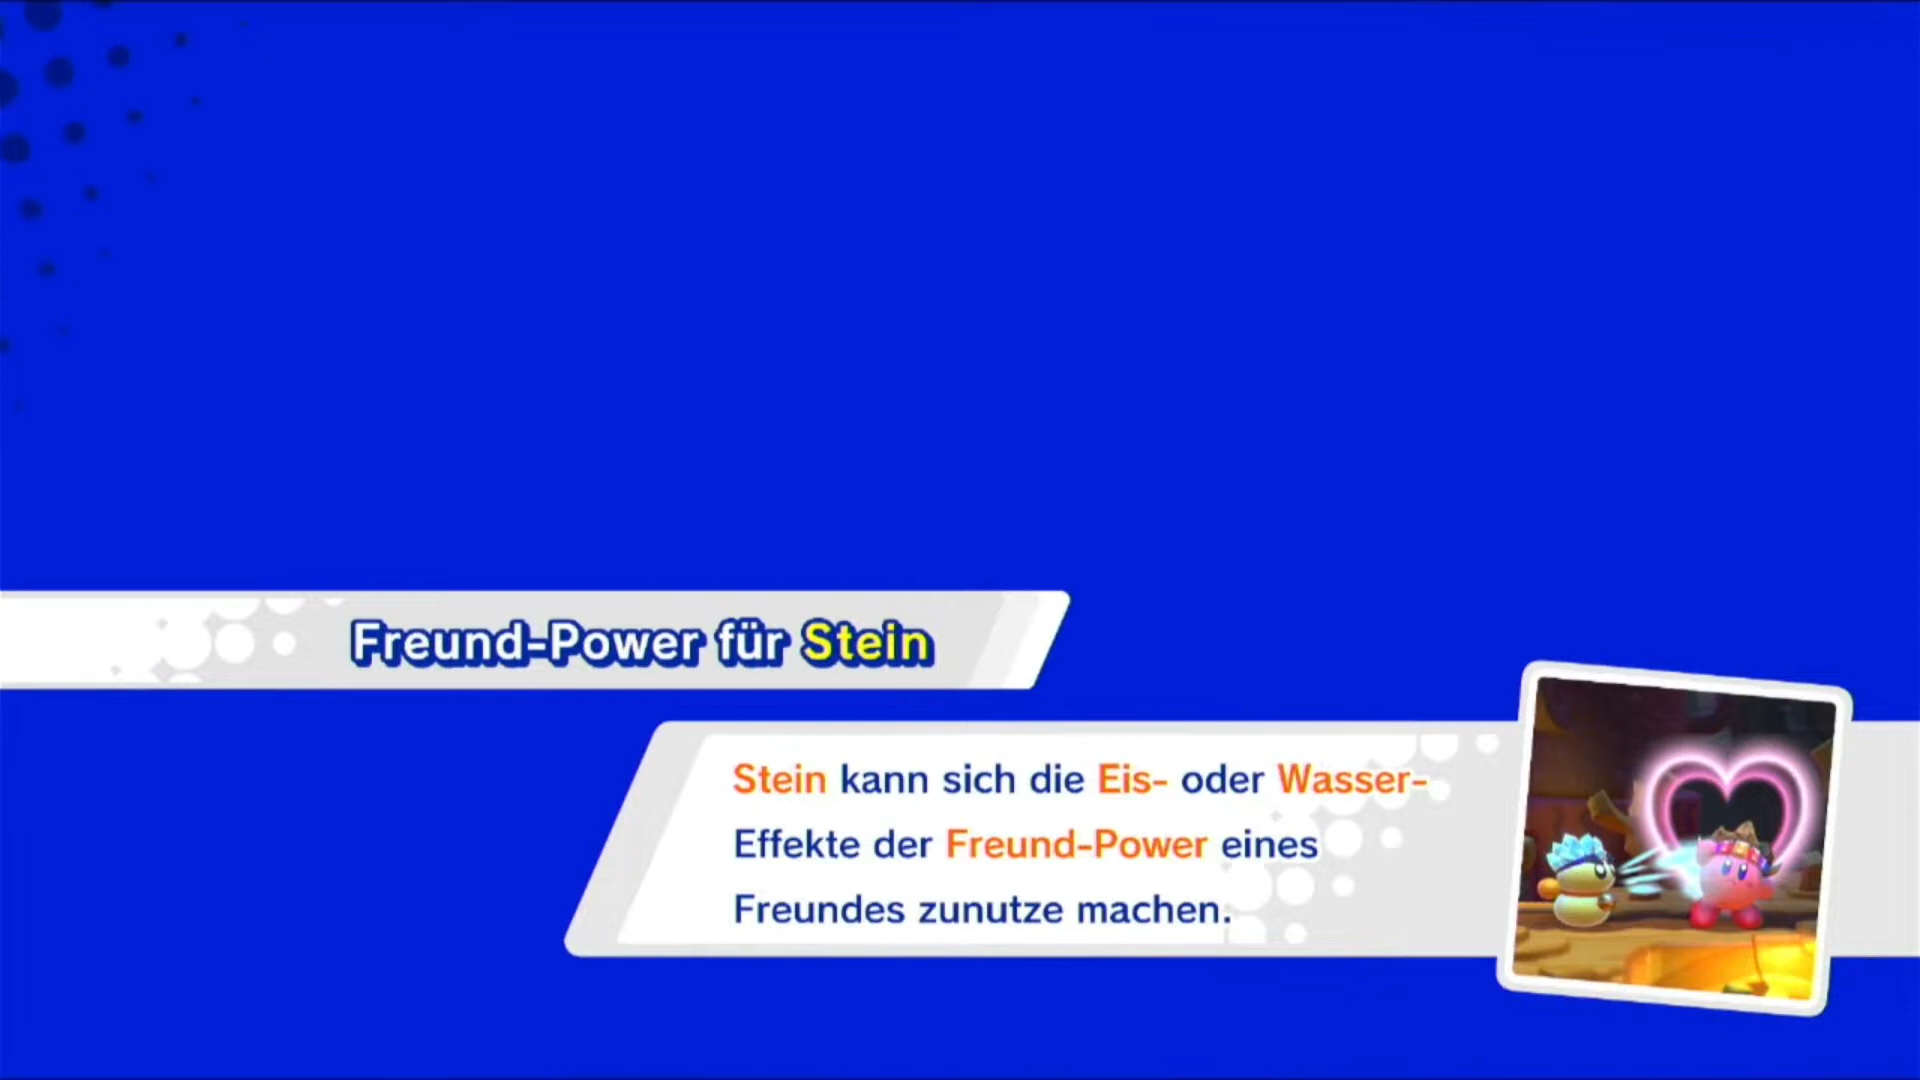 Freund-Power für Stein
Stein kann sich die Eis- oder Wasser-
Effekte der Freund-Power eines
Freundes zunutze machen.